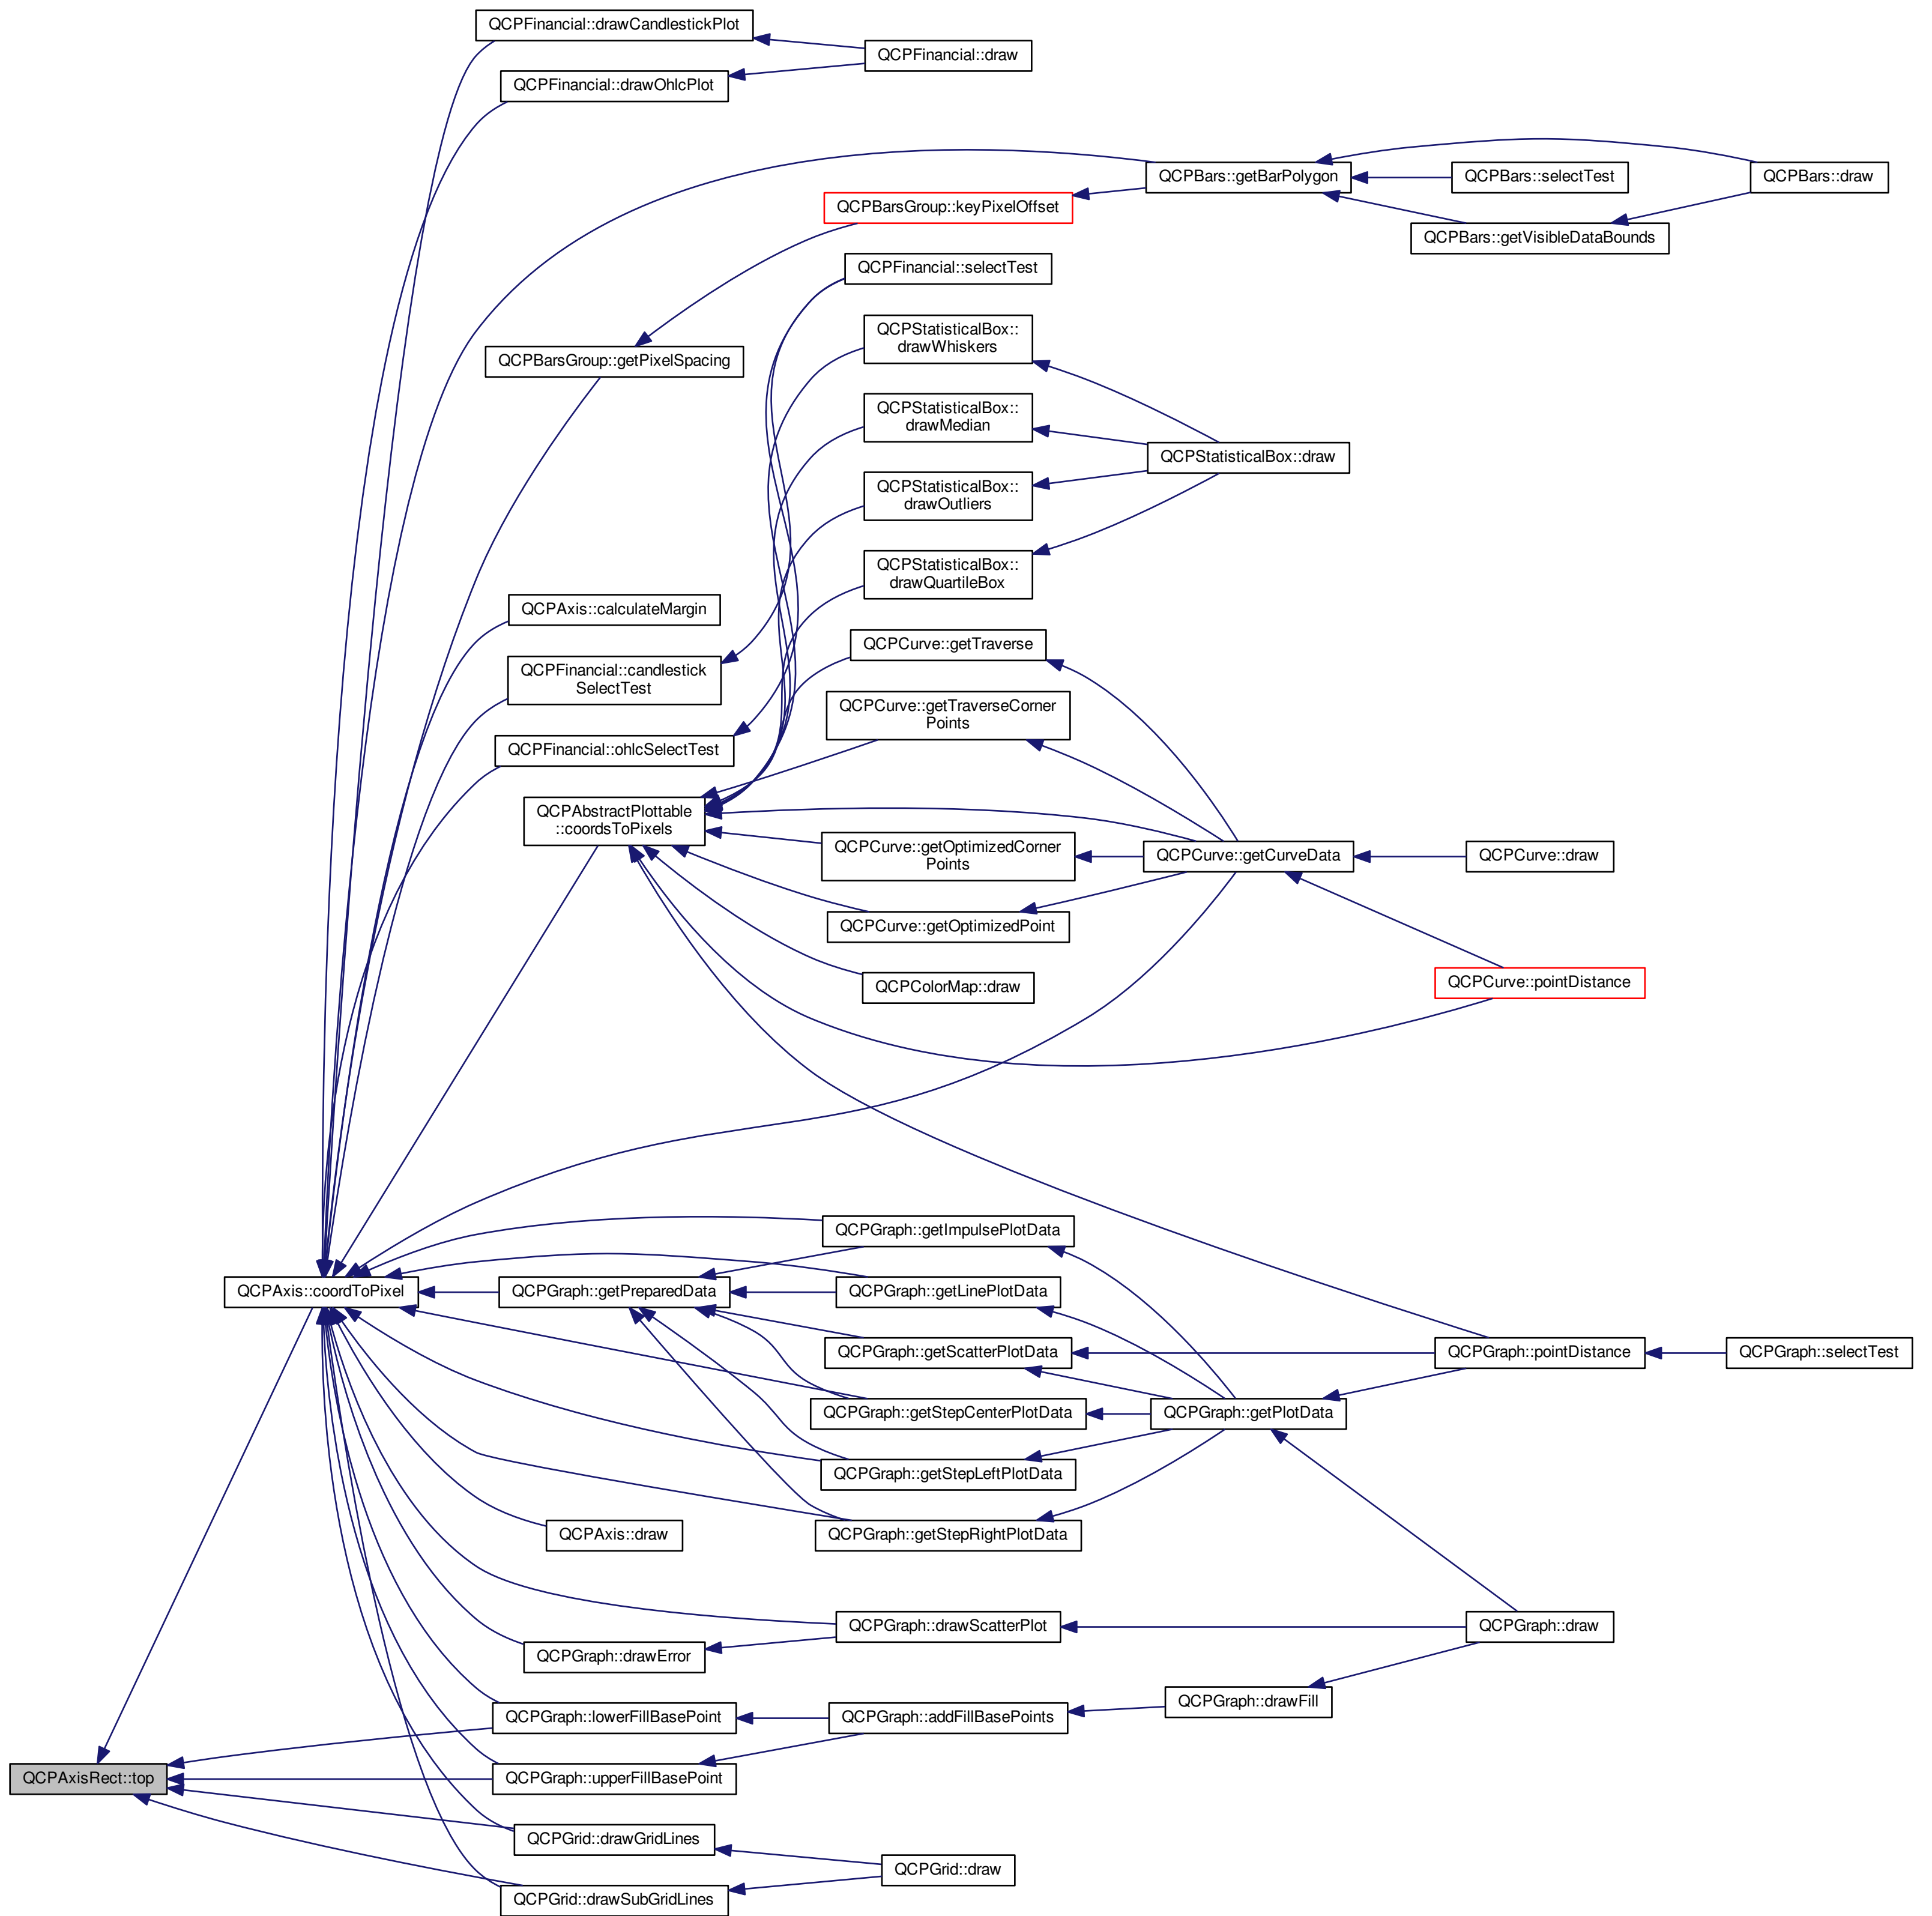 QCPFinancial::drawCandlestickPlot
QCPFinancial::draw
QCPFinancial::drawOhlcPlot
QCPBars::getBarPolygon
QCPBars::selectTest
QCPBars::draw
QCPBarsGroup::keyPixelOffset
QCPBars::getVisibleDataBounds
QCPFinancial::selectTest
QCPStatisticalBox::
drawWhiskers
QCPBarsGroup::getPixelSpacing
QCPStatisticalBox::
drawMedian
QCPStatisticalBox::draw
QCPStatisticalBox::
drawOutliers
QCPStatisticalBox::
drawQuartileBox
QCPAxis::calculateMargin
QCPCurve::getTraverse
QCPFinancial::candlestick
SelectTest
QCPCurve::getTraverseCorner
Points
QCPFinancial::ohlcSelectTest
QCPAbstractPlottable
::coordsToPixels
QCPCurve::getOptimizedCorner
Points
QCPCurve::getCurveData
QCPCurve::draw
QCPCurve::getOptimizedPoint
QCPColorMap::draw
QCPCurve::pointDistance
QCPGraph::getImpulsePlotData
QCPAxis::coordToPixel
QCPGraph::getPreparedData
QCPGraph::getLinePlotData
QCPGraph::getScatterPlotData
QCPGraph::pointDistance
QCPGraph::selectTest
QCPGraph::getStepCenterPlotData
QCPGraph::getPlotData
QCPGraph::getStepLeftPlotData
QCPAxis::draw
QCPGraph::getStepRightPlotData
QCPGraph::drawScatterPlot
QCPGraph::draw
QCPGraph::drawError
QCPGraph::drawFill
QCPGraph::lowerFillBasePoint
QCPGraph::addFillBasePoints
QCPAxisRect::top
QCPGraph::upperFillBasePoint
QCPGrid::drawGridLines
QCPGrid::draw
QCPGrid::drawSubGridLines